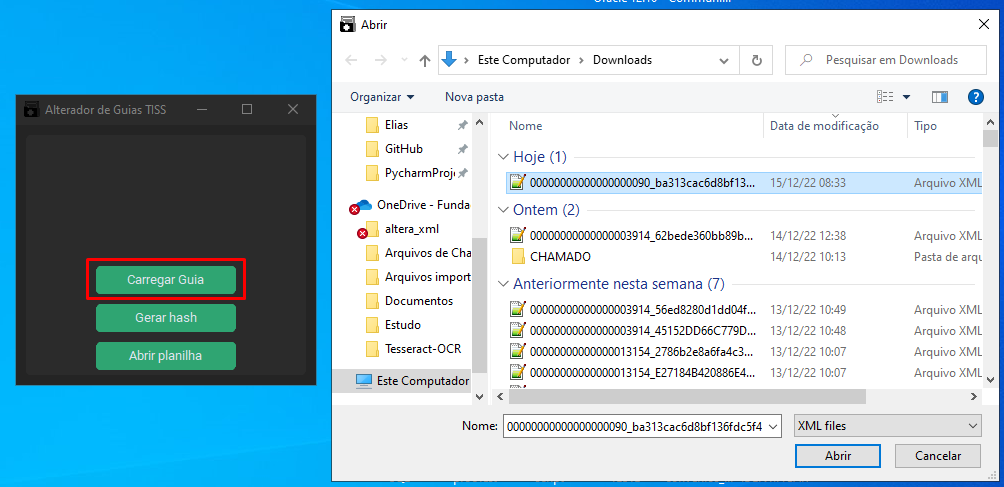 Alterador de Guias TISS
Carregar Guia
Gerar hash
Abrir planilha
Abrir
Este Computador
Downloads
Pesquisar em Downloads
Organizar
Nova pasta
Elias
GitHub
PycharmProje
OneDrive - Funda
altera_xml
Arquivos de Cha
Arquivos import
Documentos
Estudo
Tesseract-OCR
Este Computador
Nome Data de modificação Tipo
Hoje (1)
00000000000000000090_ba313cac6d8bf13... 15/12/22 08:33 Arquivo XML
Ontem (2)
00000000000000003914_62bede360bb89b... 14/12/22 12:38 Arquivo XML
CHAMADO 14/12/22 10:13 Pasta de arqu
Anteriormente nesta semana (7)
00000000000000003914_56ed8280d1dd04f... 13/12/22 10:49 Arquivo XML
00000000000000003914_45152DD66C779D... 13/12/22 10:48 Arquivo XML
00000000000000013154_2786b2e8a6fa4c3... 13/12/22 10:07 Arquivo XML
00000000000000013154_E27184B420886E4... 13/12/22 10:07 Arquivo XML
Nome: 00000000000000000090_ba313cac6d8bf136fdc5f4
XML files
Abrir
Cancelar